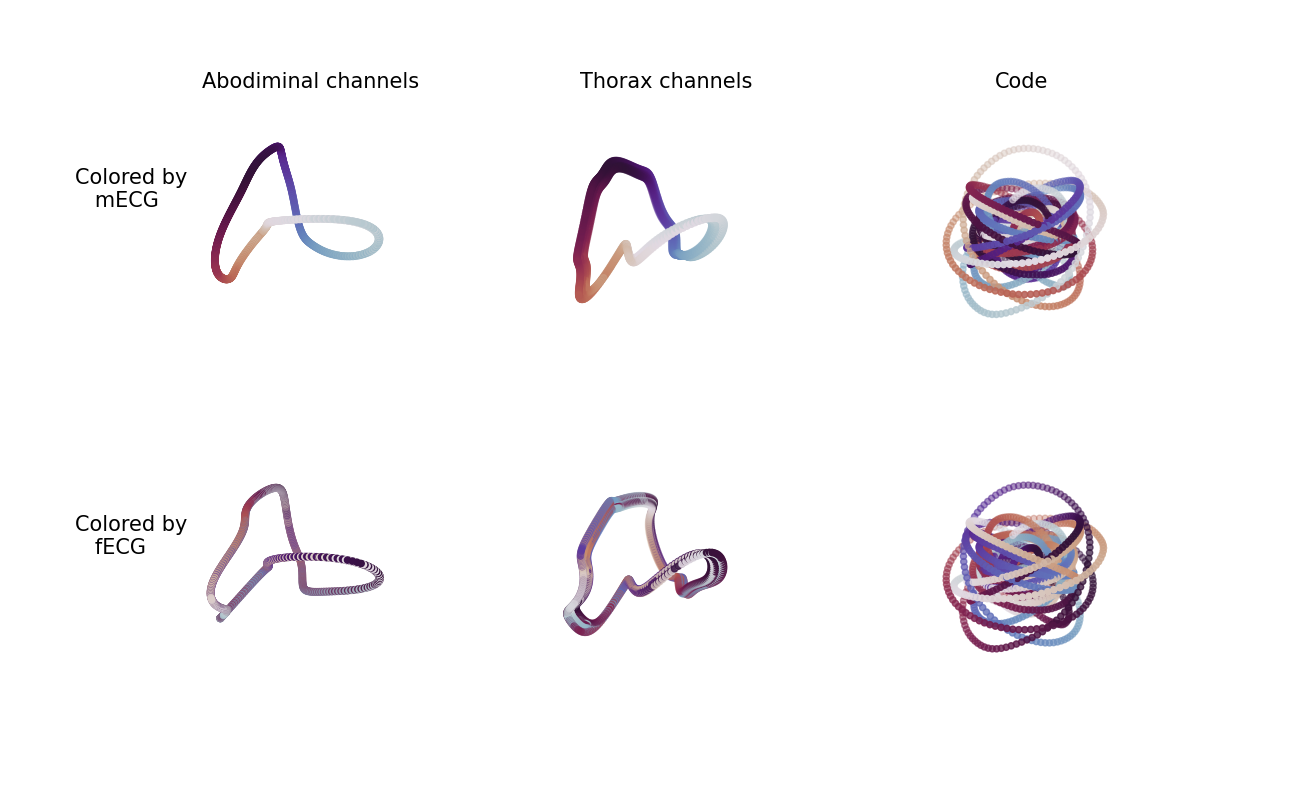 Abodiminal channels
Thorax channels
Code
Colored by
mECG
Colored by
fECG